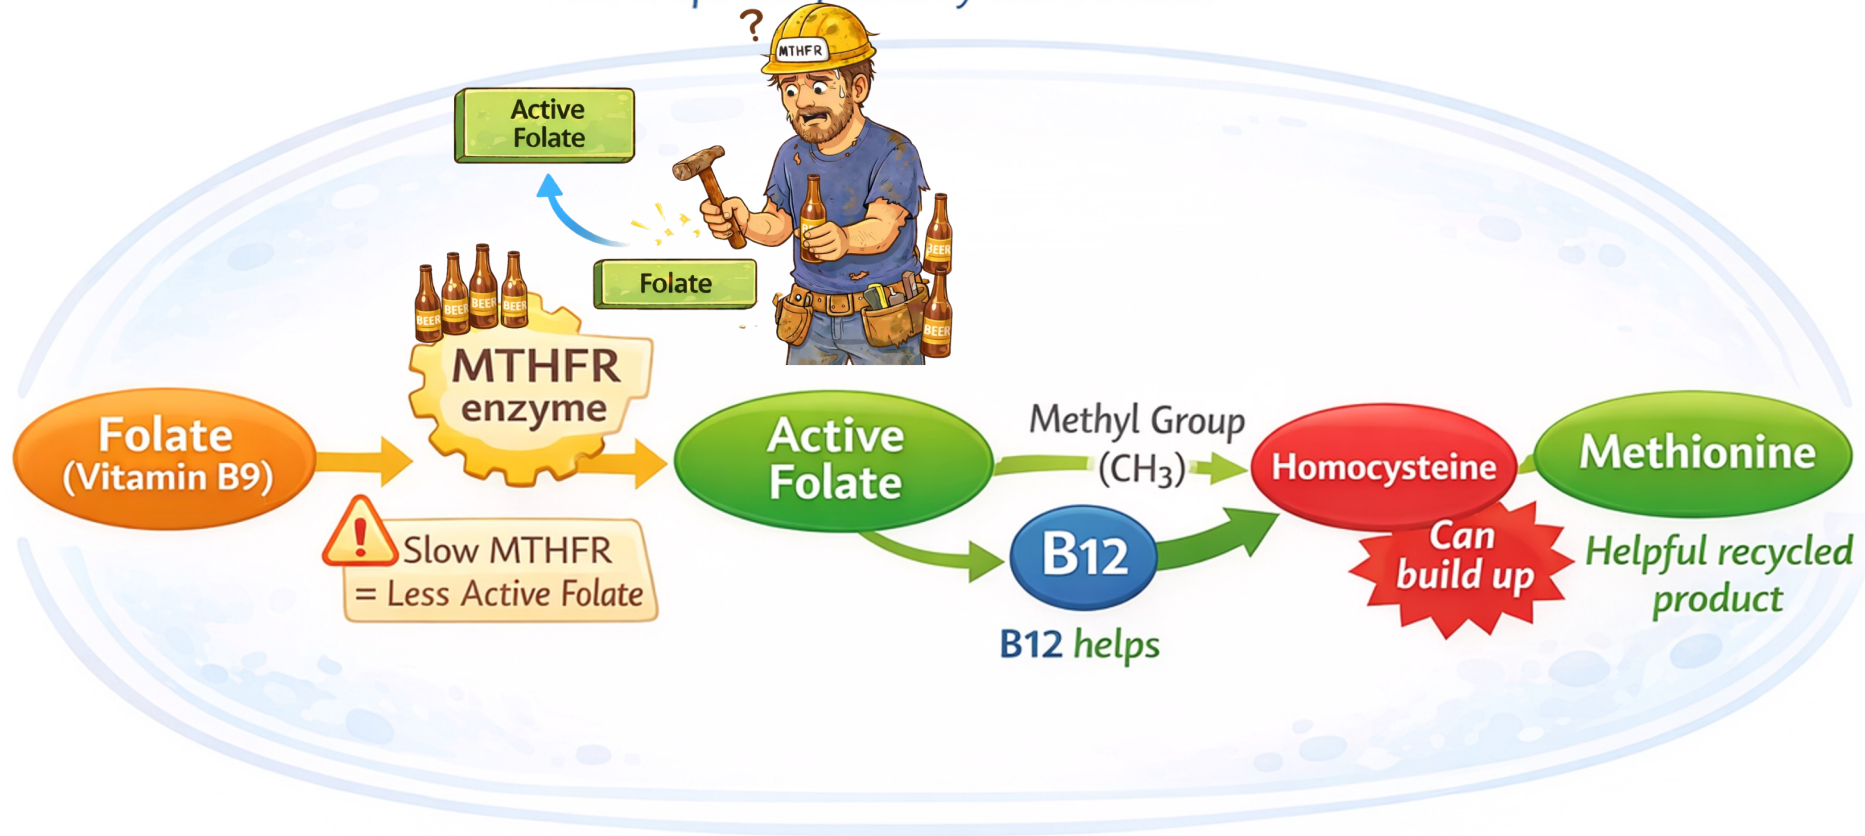 ?
MTHFR
Active
Folate
Folate
BEER
BEER
BEER
BEER
BE
BEER
BEER
MTHFR
enzyme
Folate
(Vitamin B9)
Active
Folate
Methyl Group
(CH₃)
Homocysteine
Methionine
!
Slow MTHFR
= Less Active Folate
B12
B12 helps
Can
build up
Helpful recycled
product